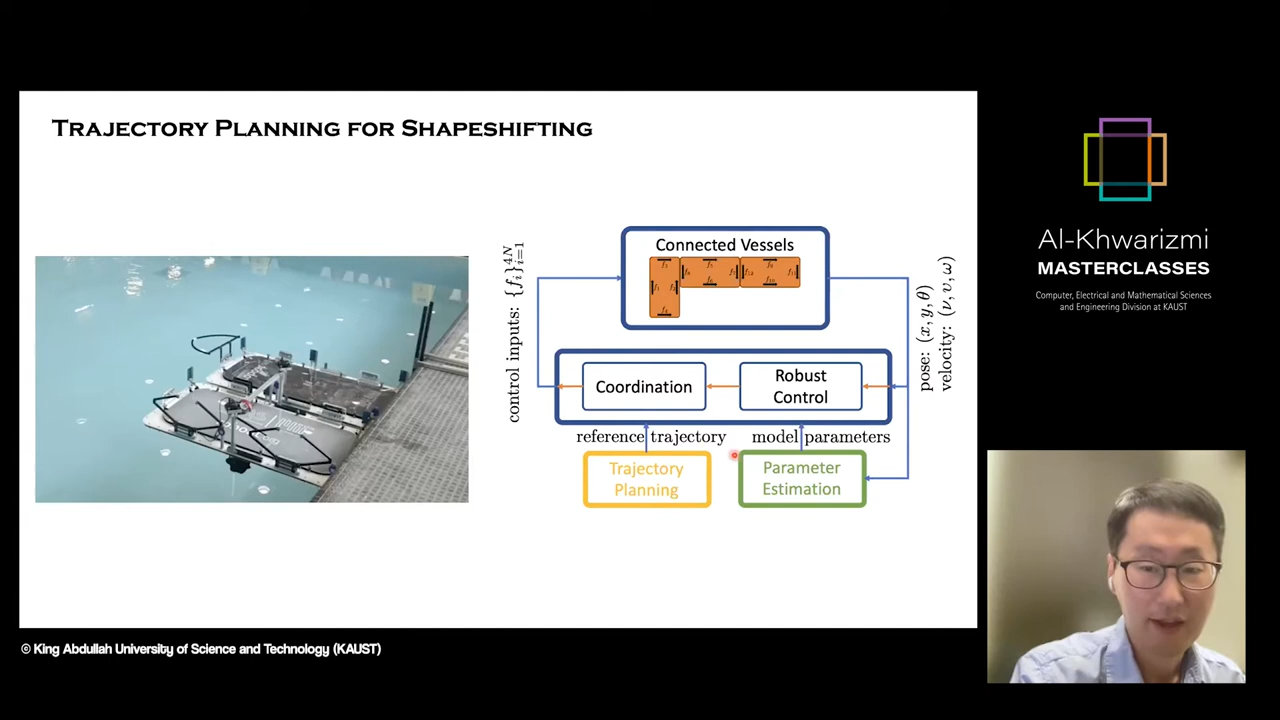 TRAJECTORY PLANNING FOR SHAPESHIFTING
Connected Vessels
control inputs: {f_i}_{i=1}^{4N}
pose: (x, y, θ)
velocity: (ν, υ, ω)
Coordination
Robust
Control
reference trajectory
model parameters
Trajectory
Planning
Parameter
Estimation
Al-Khwarizmi
MASTERCLASSES
Computer, Electrical and Mathematical Sciences
and Engineering Division at KAUST
© King Abdullah University of Science and Technology (KAUST)